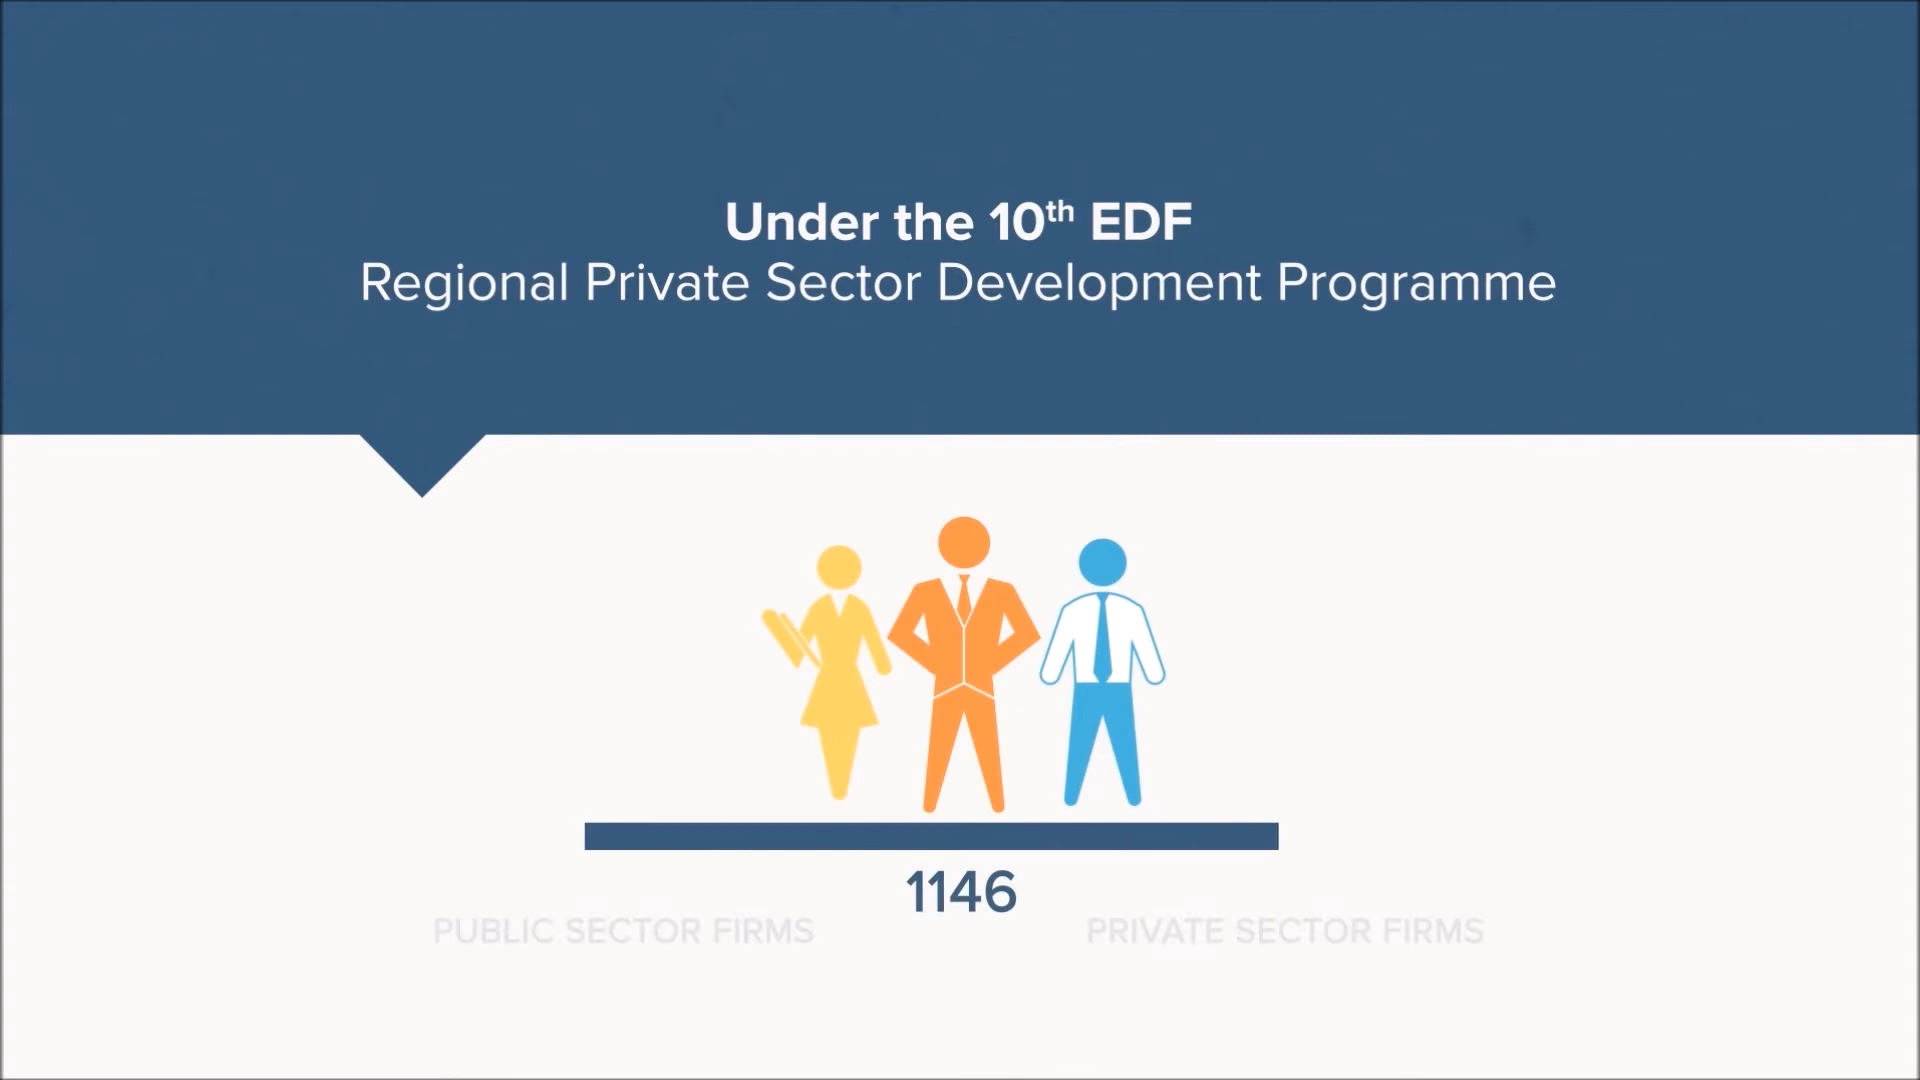 Under the 10th EDF
Regional Private Sector Development Programme
1146
PUBLIC SECTOR FIRMS
PRIVATE SECTOR FIRMS